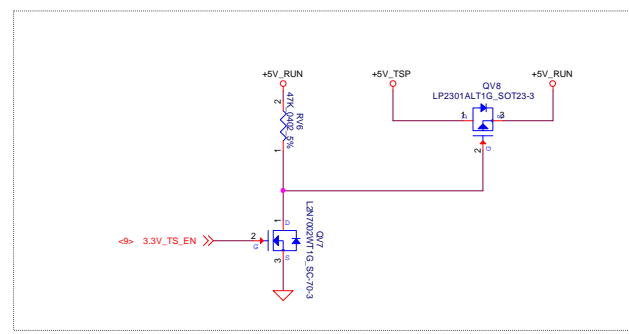 +5V_RUN
+5V_TSP
+5V_RUN
QV8
LP2301ALT1G_SOT23-3
2
47K_0402_5%
RV6
1
1
3
2
D
1
D
<9> 3.3V_TS_EN
2
G
QV7
L2N7002WT1G_SC-70-3
3
S